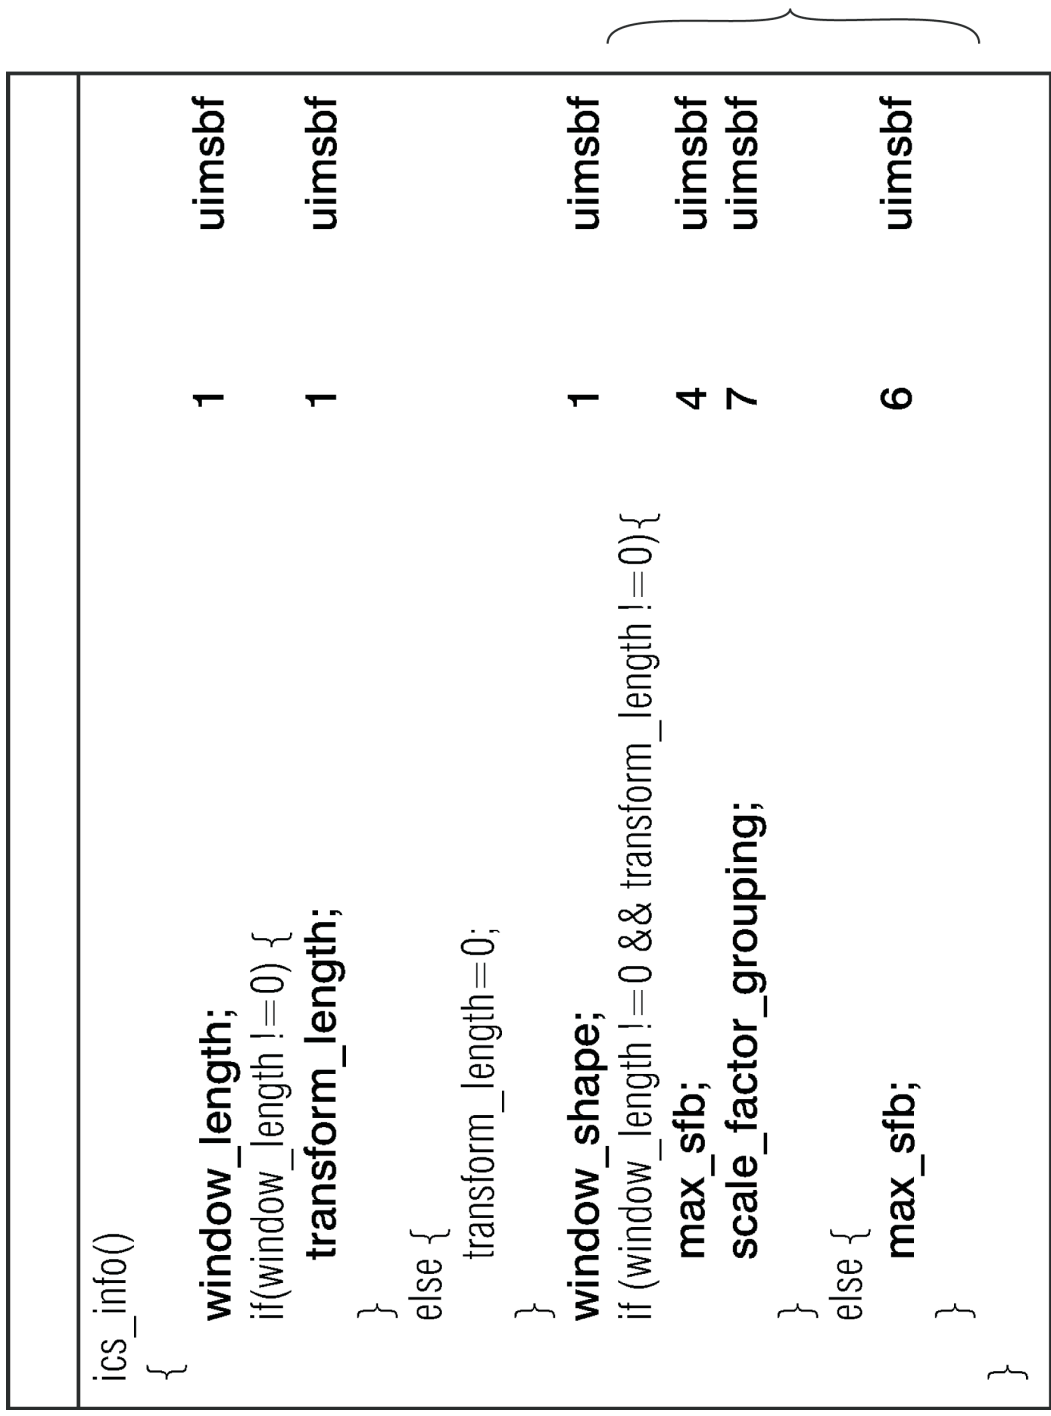 ics_info()
{
window_length; 1 uimsbf
if(window_length !=0) {
transform_length; 1 uimsbf
}
else {
transform_length=0;
}
window_shape; 1 uimsbf
if (window_length !=0 && transform_length !=0){
max_sfb; 4 uimsbf
scale_factor_grouping; 7 uimsbf
}
else {
max_sfb; 6 uimsbf
}
}